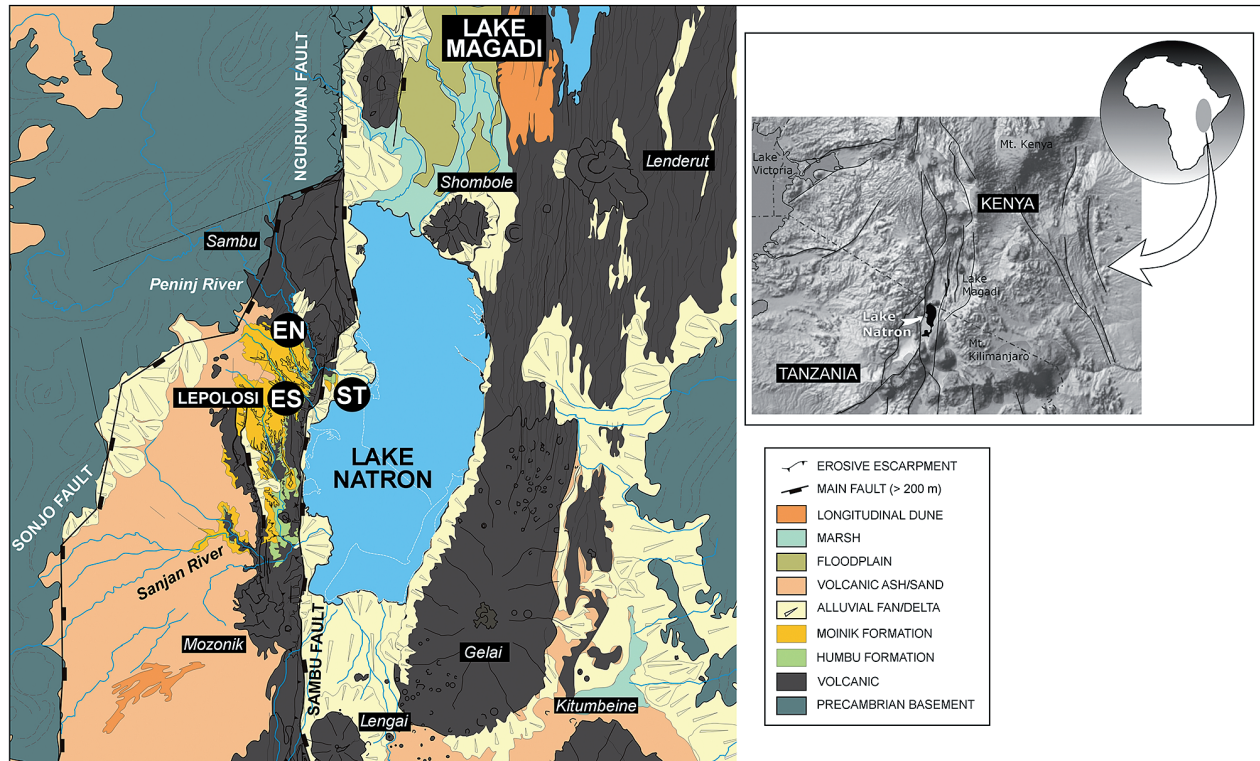 LAKE
MAGADI
NGURUMAN FAULT
Lenderut
Shombole
Sambu
Peninj River
EN
LEPOLOSI
ES
ST
LAKE
NATRON
SONJO FAULT
Sanjan River
Mozonik
SAMBU FAULT
Gelai
Lengai
Kitumbeine
Lake
Victoria
Mt. Kenya
KENYA
Lake
Magadi
Lake
Natron
Mt.
Kilimanjaro
TANZANIA
EROSIVE ESCARPMENT
MAIN FAULT (> 200 m)
LONGITUDINAL DUNE
MARSH
FLOODPLAIN
VOLCANIC ASH/SAND
ALLUVIAL FAN/DELTA
MOINIK FORMATION
HUMBU FORMATION
VOLCANIC
PRECAMBRIAN BASEMENT